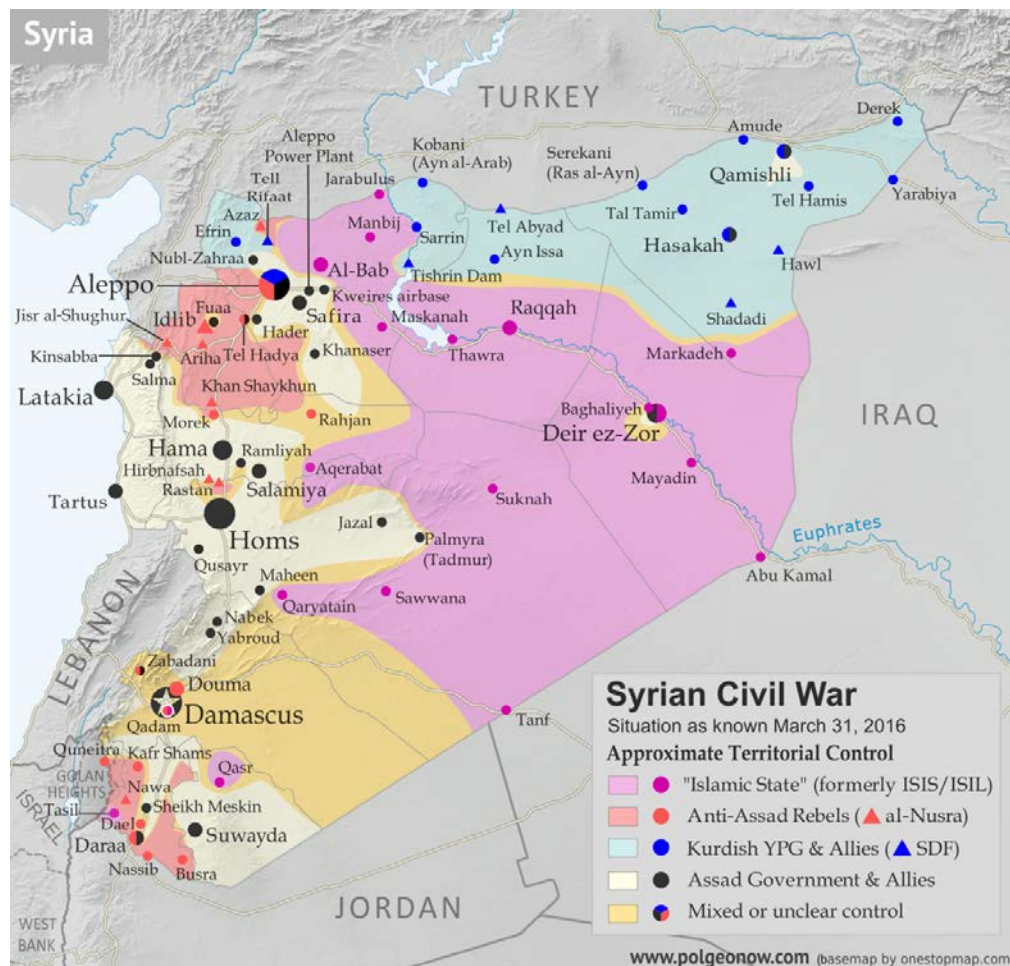 Syria
TURKEY
Derek
Aleppo
Power Plant
Kobani
(Ayn al-Arab)
Amude
Serekani
(Ras al-Ayn)
Tell
Rifaat
Jarabulus
Qamishli
Yarabiya
Azaz
Efrin
Manbij
Sarrin
Tel Abyad
Tal Tamir
Tel Hamis
Nubl-Zahraa
Al-Bab
Ayn Issa
Hasakah
Hawl
Aleppo
Tishrin Dam
Kweires airbase
Safira
Raqqah
Shadadi
Jisr al-Shughur
Fuaa
Idlib
Hader
Maskanah
Kinsabba
Ariha
Tel Hadya
Khanaser
Thawra
Markadeh
Salma
Latakia
Khan Shaykhun
Morek
Rahjan
Baghaliyeh
Deir ez-Zor
IRAQ
Hama
Ramliyah
Hirbnafsah
Aqerabat
Mayadin
Rastan
Salamiya
Tartus
Suknah
Jazal
Homs
Palmyra
(Tadmur)
Euphrates
Qusayr
Abu Kamal
Maheen
Qaryatain
Sawwana
LEBANON
Nabek
Yabroud
Zabadani
Douma
Damascus
Qadam
Tanf
Quneitra
Kafr Shams
GOLAN
HEIGHTS
Qasr
Nawa
ISRAEL
Tasil
Sheikh Meskin
Dael
Suwayda
Daraa
Nassib
Busra
JORDAN
WEST
BANK
Syrian Civil War
Situation as known March 31, 2016
Approximate Territorial Control
"Islamic State" (formerly ISIS/ISIL)
Anti-Assad Rebels ( al-Nusra)
Kurdish YPG & Allies ( SDF)
Assad Government & Allies
Mixed or unclear control
www.polgeonow.com (basemap by onestopmap.com)